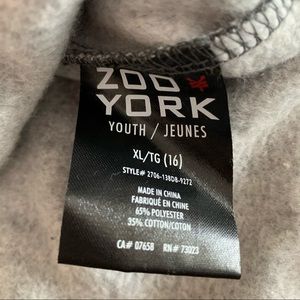 ZOO
YORK
YOUTH / JEUNES
XL/TG (16)
STYLE# 2706-138DB-9272
MADE IN CHINA
FABRIQUÉ EN CHINE
65% POLYESTER
35% COTTON/COTON
CA# 07658 RN# 73023